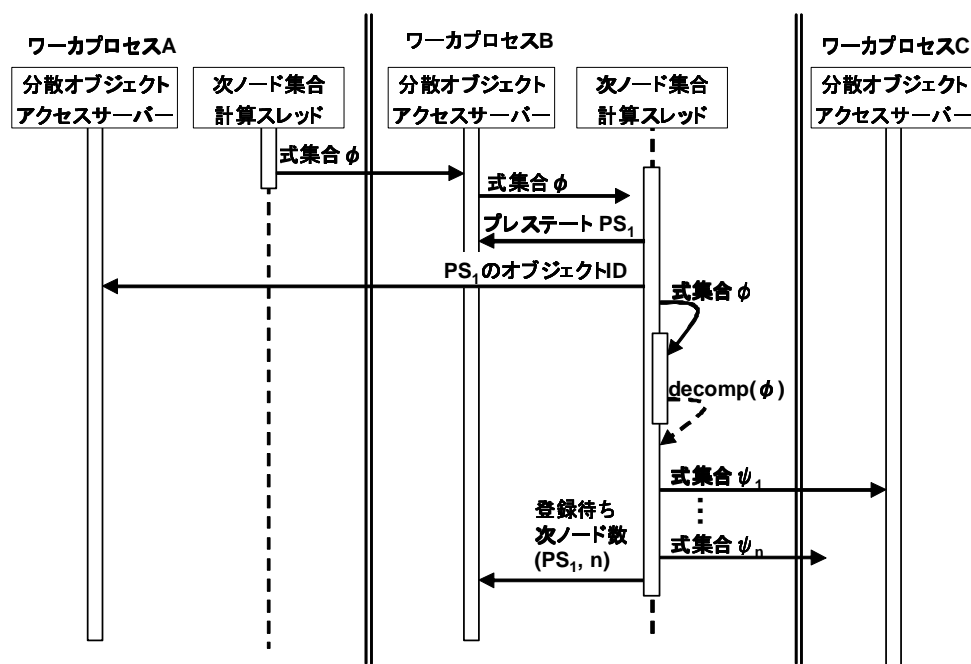 ワーカプロセスA
ワーカプロセスB
ワーカプロセスC
分散オブジェクト
アクセスサーバー
次ノード集合
計算スレッド
分散オブジェクト
アクセスサーバー
次ノード集合
計算スレッド
分散オブジェクト
アクセスサーバー
式集合φ
式集合φ
プレステート PS₁
PS₁のオブジェクトID
式集合φ
decomp(φ)
式集合ψ₁
登録待ち
次ノード数
(PS₁, n)
式集合ψₙ